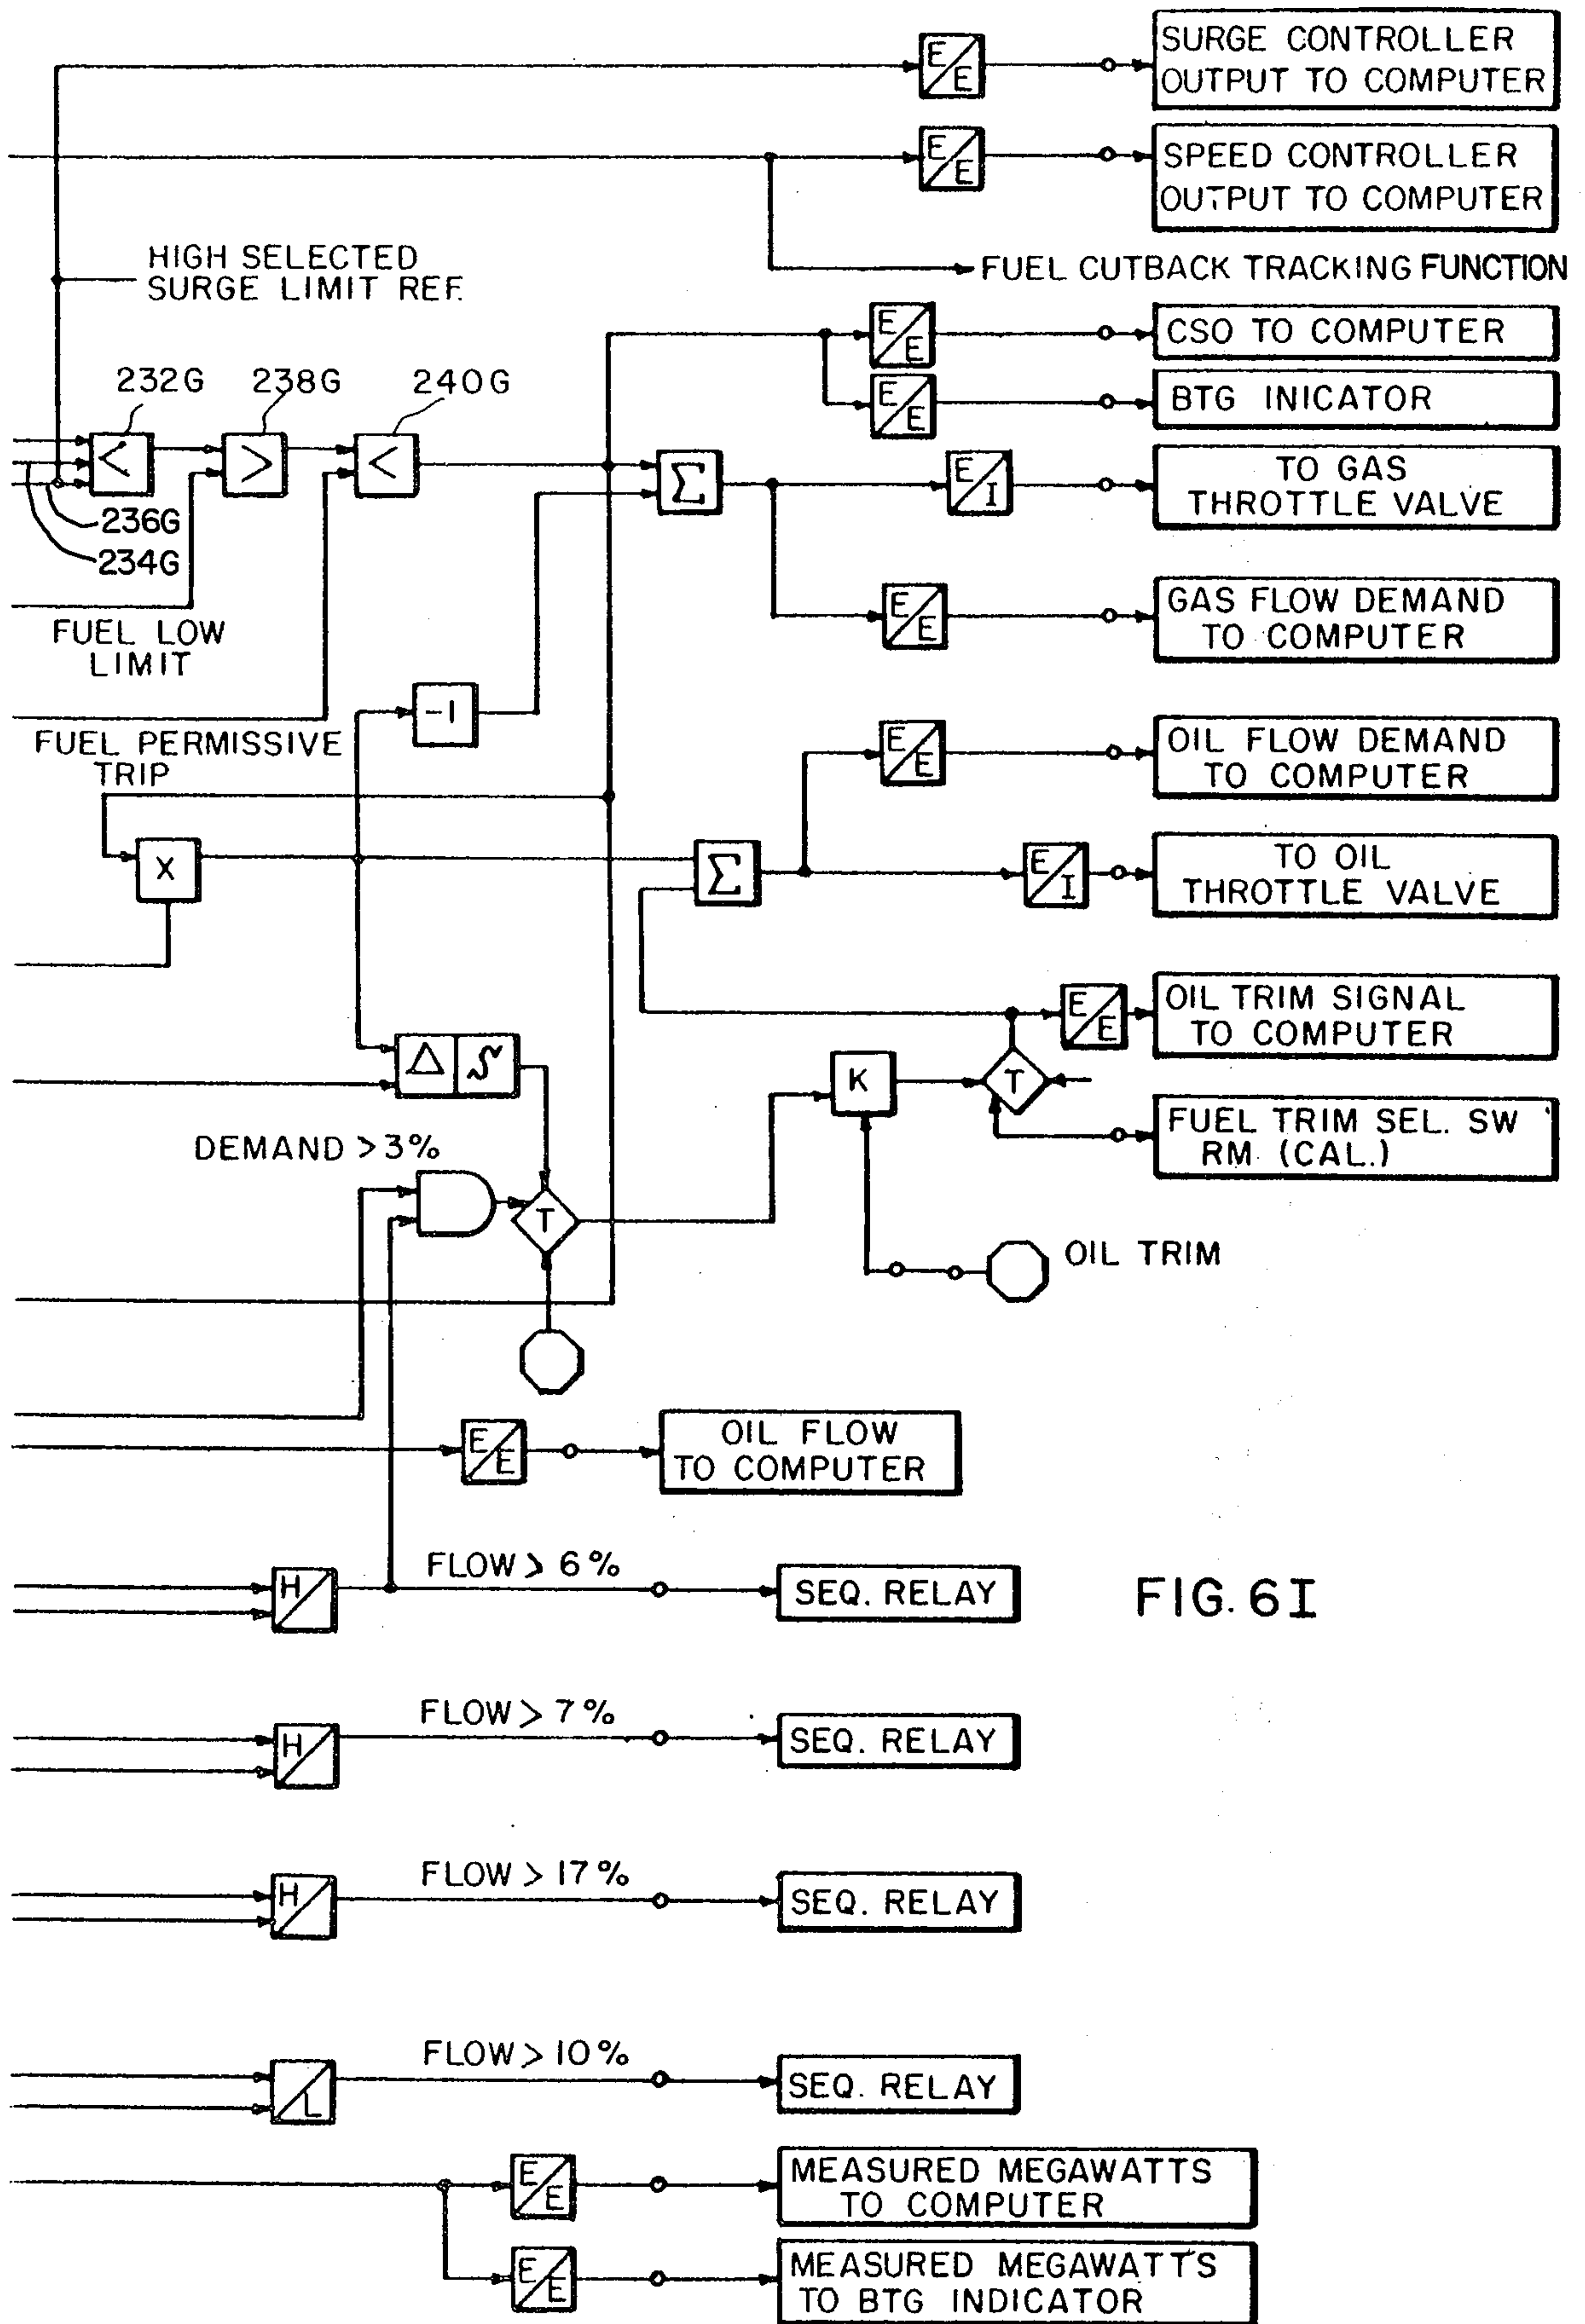 E/E
SURGE CONTROLLER
OUTPUT TO COMPUTER
E/E
SPEED CONTROLLER
OUTPUT TO COMPUTER
HIGH SELECTED
SURGE LIMIT REF.
FUEL CUTBACK TRACKING FUNCTION
E/E
CSO TO COMPUTER
232G
238G
240G
E/E
BTG INICATOR
<
>
<
Σ
E/I
TO GAS
THROTTLE VALVE
236G
234G
E/E
GAS FLOW DEMAND
TO COMPUTER
FUEL LOW
LIMIT
-1
FUEL PERMISSIVE
TRIP
E/E
OIL FLOW DEMAND
TO COMPUTER
X
Σ
E/I
TO OIL
THROTTLE VALVE
E/E
OIL TRIM SIGNAL
TO COMPUTER
Δ
∫
K
T
FUEL TRIM SEL. SW
RM (CAL.)
DEMAND > 3%
T
OIL TRIM
E/E
OIL FLOW
TO COMPUTER
H/
FLOW > 6%
SEQ. RELAY
FIG. 6I
H/
FLOW > 7%
SEQ. RELAY
H/
FLOW > 17%
SEQ. RELAY
/L
FLOW > 10%
SEQ. RELAY
E/E
MEASURED MEGAWATTS
TO COMPUTER
E/E
MEASURED MEGAWATTS
TO BTG INDICATOR